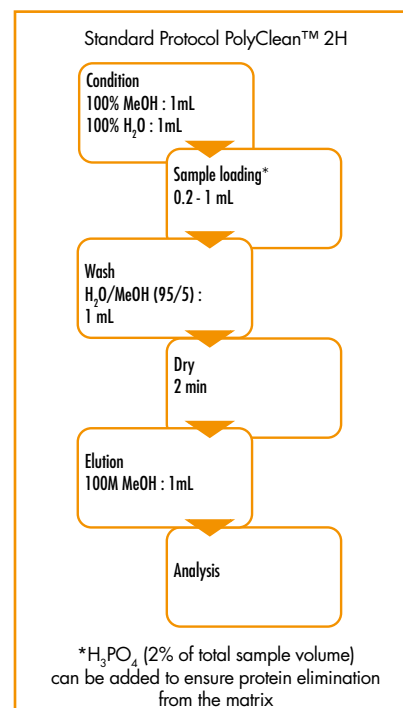 Standard Protocol PolyClean™ 2H
Condition
100% MeOH : 1mL
100% H₂O : 1mL
Sample loading*
0.2 - 1 mL
Wash
H₂O/MeOH (95/5) :
1 mL
Dry
2 min
Elution
100M MeOH : 1mL
Analysis
*H₃PO₄ (2% of total sample volume)
can be added to ensure protein elimination
from the matrix